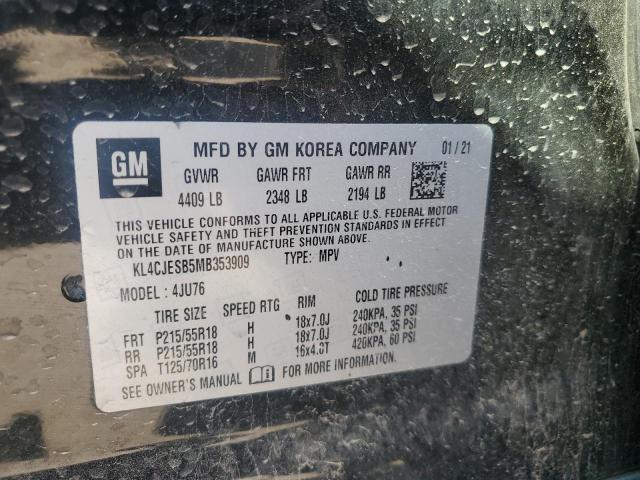 GM MFD BY GM KOREA COMPANY 01 / 21
GVWR GAWR FRT GAWR RR
4409 LB 2348 LB 2194 LB
THIS VEHICLE CONFORMS TO ALL APPLICABLE U.S. FEDERAL MOTOR
VEHICLE SAFETY AND THEFT PREVENTION STANDARDS IN EFFECT
ON THE DATE OF MANUFACTURE SHOWN ABOVE.
KL4CJESB5MB353909 TYPE: MPV
MODEL : 4JU76
TIRE SIZE SPEED RTG RIM COLD TIRE PRESSURE
FRT P215/55R18 H 18x7.0J 240KPA, 35 PSI
RR P215/55R18 H 18x7.0J 240KPA, 35 PSI
SPA T125/70R16 M 16x4.0T 420KPA, 60 PSI
SEE OWNER'S MANUAL FOR MORE INFORMATION.